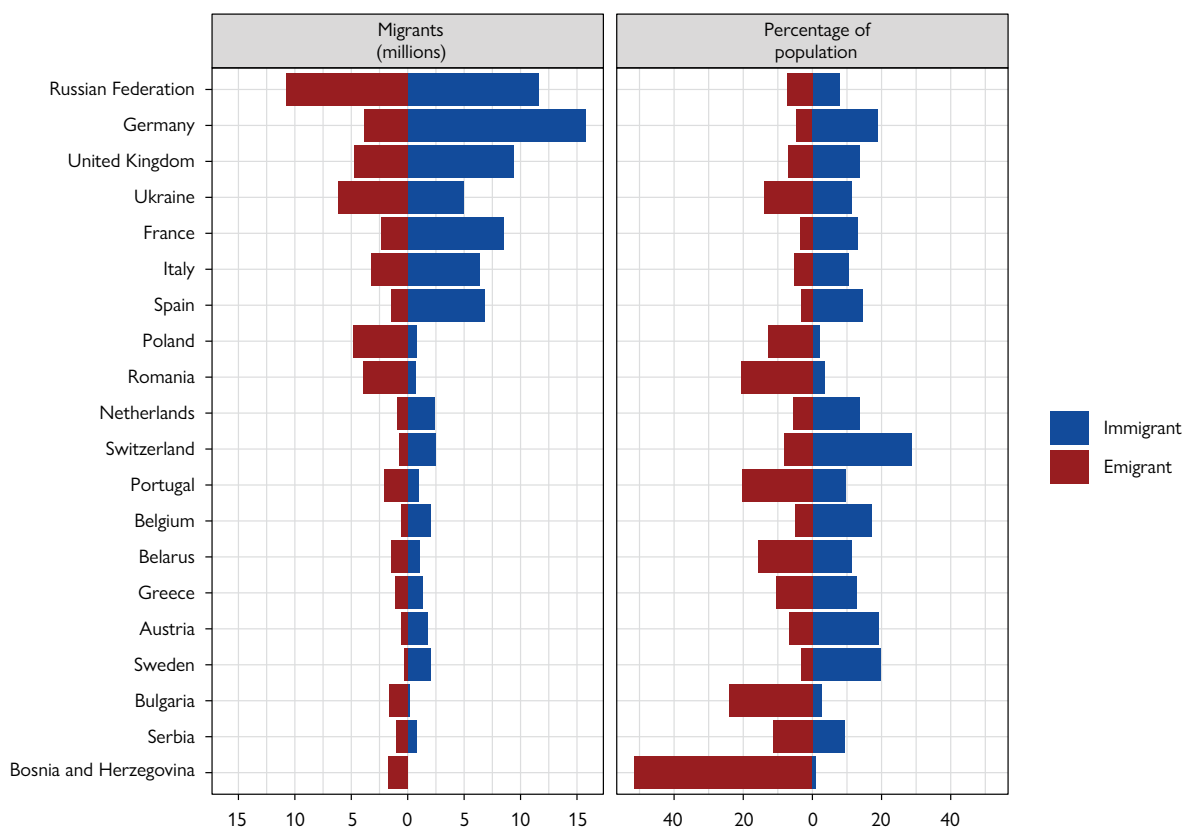 Migrants
(millions)
Percentage of
population
Russian Federation
Germany
United Kingdom
Ukraine
France
Italy
Spain
Poland
Romania
Netherlands
Switzerland
Portugal
Belgium
Belarus
Greece
Austria
Sweden
Bulgaria
Serbia
Bosnia and Herzegovina
15 10 5 0 5 10 15
40 20 0 20 40
Immigrant
Emigrant